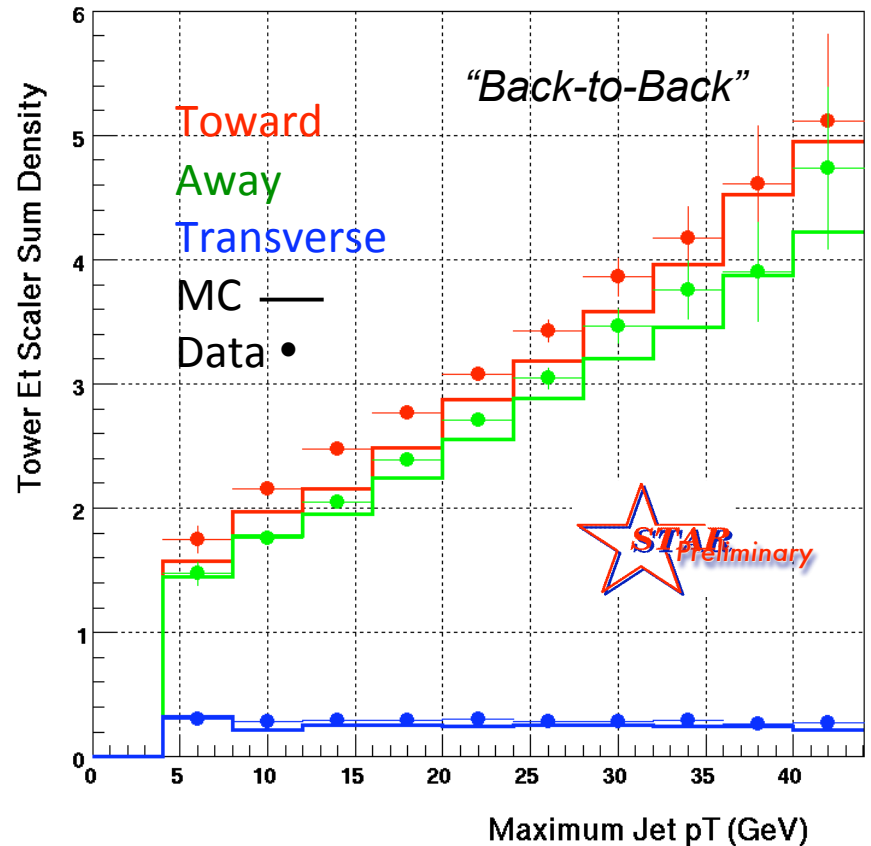 Tower Et Scaler Sum Density
6
5
4
3
2
1
0
“Back-to-Back”
Toward
Away
Transverse
MC —
Data •
STAR
Preliminary
0 5 10 15 20 25 30 35 40
Maximum Jet pT (GeV)